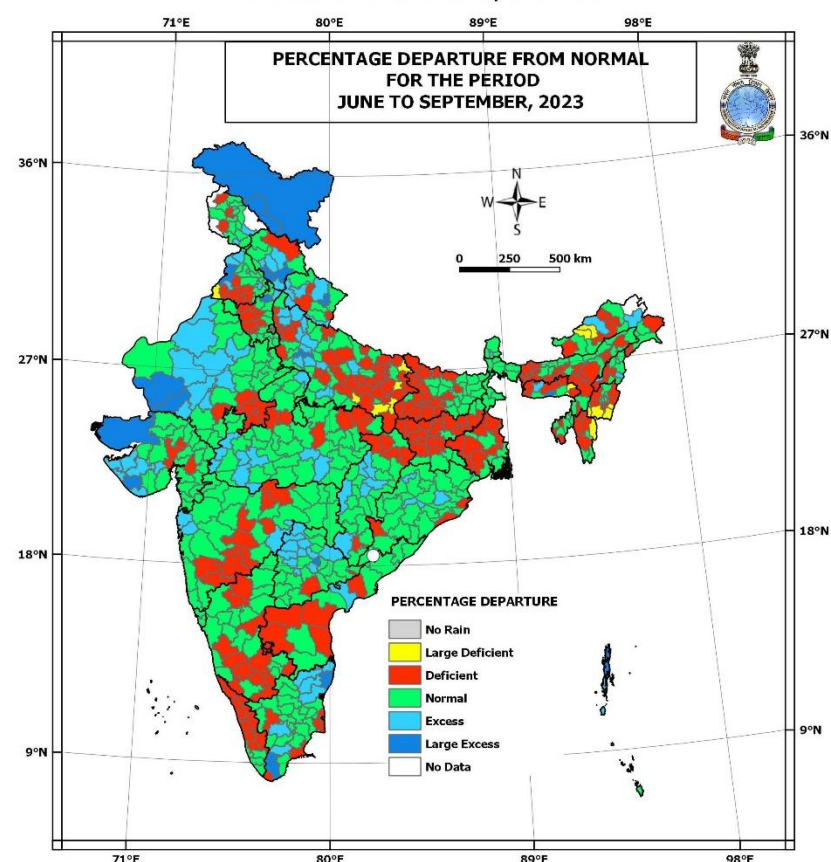 71°E 80°E 89°E 98°E
PERCENTAGE DEPARTURE FROM NORMAL
FOR THE PERIOD
JUNE TO SEPTEMBER, 2023
36°N 36°N
N
W E
S
0 250 500 km
27°N 27°N
18°N 18°N
PERCENTAGE DEPARTURE
No Rain
Large Deficient
Deficient
Normal
Excess
Large Excess
No Data
9°N 9°N
71°E 80°E 89°E 98°E